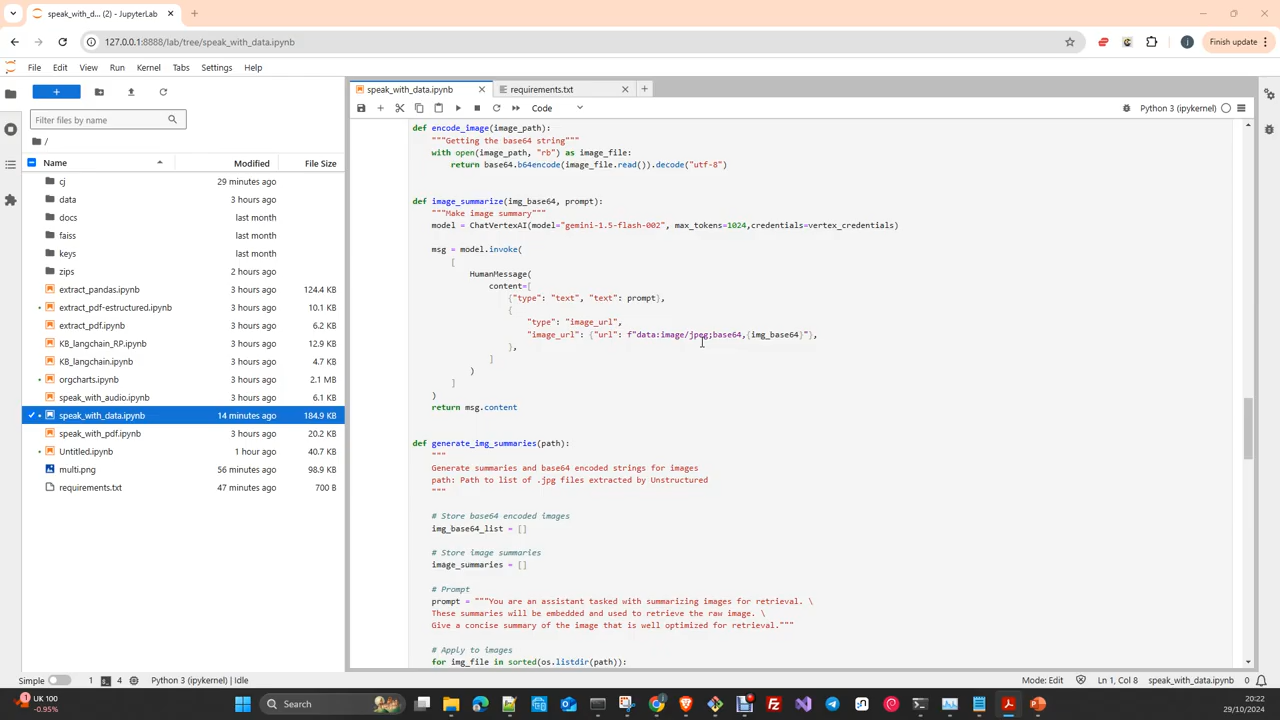 speak_with_d... (2) - JupyterLab
127.0.0.1:8888/lab/tree/speak_with_data.ipynb
Finish update
File Edit View Run Kernel Tabs Settings Help
speak_with_data.ipynb
requirements.txt
Code
Python 3 (ipykernel)
Filter files by name
/
Name Modified File Size
cj 29 minutes ago
data 3 hours ago
docs last month
faiss last month
keys last month
zips 2 hours ago
extract_pandas.ipynb 3 hours ago 124.4 KB
extract_pdf-estructured.ipynb 3 hours ago 10.1 KB
extract_pdf.ipynb 3 hours ago 6.2 KB
KB_langchain_RP.ipynb 3 hours ago 12.9 KB
KB_langchain.ipynb 3 hours ago 4.7 KB
orgcharts.ipynb 3 hours ago 2.1 MB
speak_with_audio.ipynb 3 hours ago 6.1 KB
speak_with_data.ipynb 14 minutes ago 184.9 KB
speak_with_pdf.ipynb 3 hours ago 20.2 KB
Untitled.ipynb 1 hour ago 40.7 KB
multi.png 56 minutes ago 98.9 KB
requirements.txt 47 minutes ago 700 B
def encode_image(image_path):
"""Getting the base64 string"""
with open(image_path, "rb") as image_file:
return base64.b64encode(image_file.read()).decode("utf-8")
def image_summarize(img_base64, prompt):
"""Make image summary"""
model = ChatVertexAI(model="gemini-1.5-flash-002", max_tokens=1024,credentials=vertex_credentials)
msg = model.invoke(
[
HumanMessage(
content=[
{"type": "text", "text": prompt},
{
"type": "image_url",
"image_url": {"url": f"data:image/jpeg;base64,{img_base64}"},
},
]
)
]
)
return msg.content
def generate_img_summaries(path):
"""
Generate summaries and base64 encoded strings for images
path: Path to list of .jpg files extracted by Unstructured
"""
# Store base64 encoded images
img_base64_list = []
# Store image summaries
image_summaries = []
# Prompt
prompt = """You are an assistant tasked with summarizing images for retrieval. \
These summaries will be embedded and used to retrieve the raw image. \
Give a concise summary of the image that is well optimized for retrieval."""
# Apply to images
for img_file in sorted(os.listdir(path)):
Simple 1 4 Python 3 (ipykernel) | Idle
Mode: Edit Ln 1, Col 8 speak_with_data.ipynb 0
UK 100
-0.95%
Search
20:22
29/10/2024